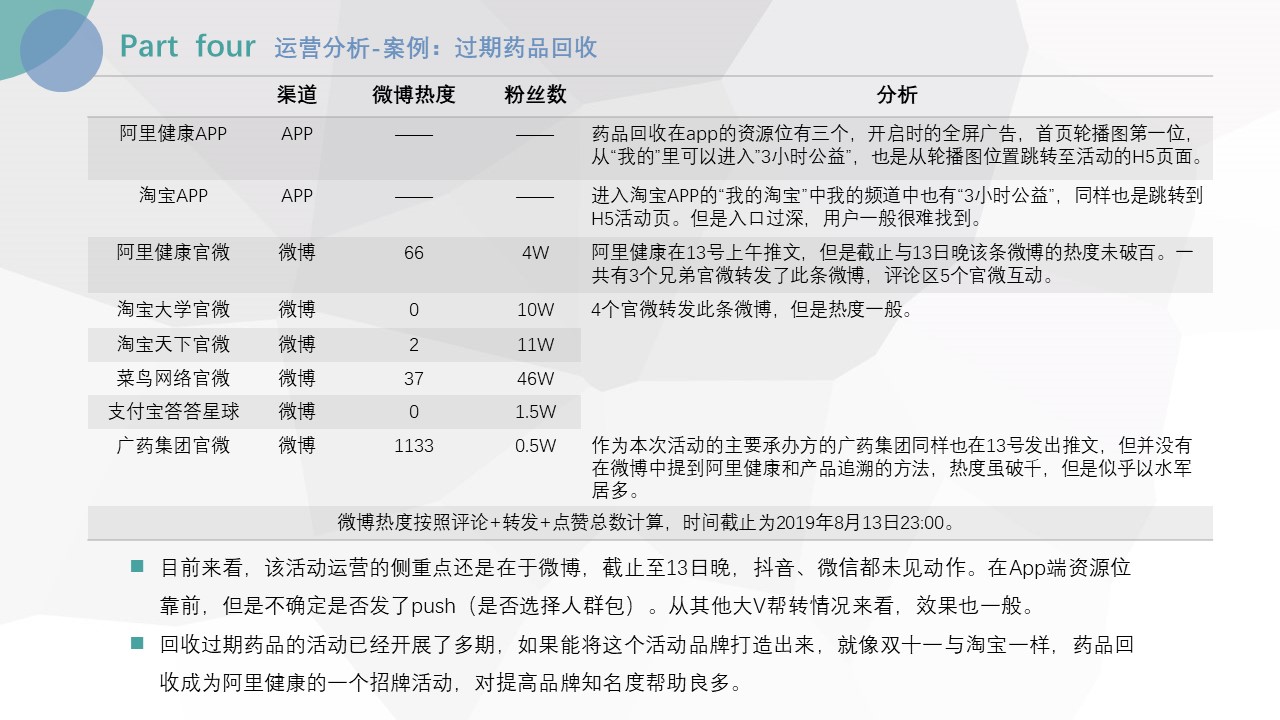 Part four 运营分析-案例：过期药品回收
渠道 微博热度 粉丝数 分析
阿里健康APP APP —— —— 药品回收在app的资源位有三个，开启时的全屏广告，首页轮播图第一位，
从“我的”里可以进入”3小时公益”，也是从轮播图位置跳转至活动的H5页面。
淘宝APP APP —— —— 进入淘宝APP的“我的淘宝”中我的频道中也有“3小时公益”，同样也是跳转到
H5活动页。但是入口过深，用户一般很难找到。
阿里健康官微 微博 66 4W 阿里健康在13号上午推文，但是截止与13日晚该条微博的热度未破百。一
共有3个兄弟官微转发了此条微博，评论区5个官微互动。
淘宝大学官微 微博 0 10W 4个官微转发此条微博，但是热度一般。
淘宝天下官微 微博 2 11W
菜鸟网络官微 微博 37 46W
支付宝答答星球 微博 0 1.5W
广药集团官微 微博 1133 0.5W 作为本次活动的主要承办方的广药集团同样也在13号发出推文，但并没有
在微博中提到阿里健康和产品追溯的方法，热度虽破千，但是似乎以水军
居多。
微博热度按照评论+转发+点赞总数计算，时间截止为2019年8月13日23:00。
目前来看，该活动运营的侧重点还是在于微博，截止至13日晚，抖音、微信都未见动作。在App端资源位
靠前，但是不确定是否发了push（是否选择人群包）。从其他大V帮转情况来看，效果也一般。
回收过期药品的活动已经开展了多期，如果能将这个活动品牌打造出来，就像双十一与淘宝一样，药品回
收成为阿里健康的一个招牌活动，对提高品牌知名度帮助良多。